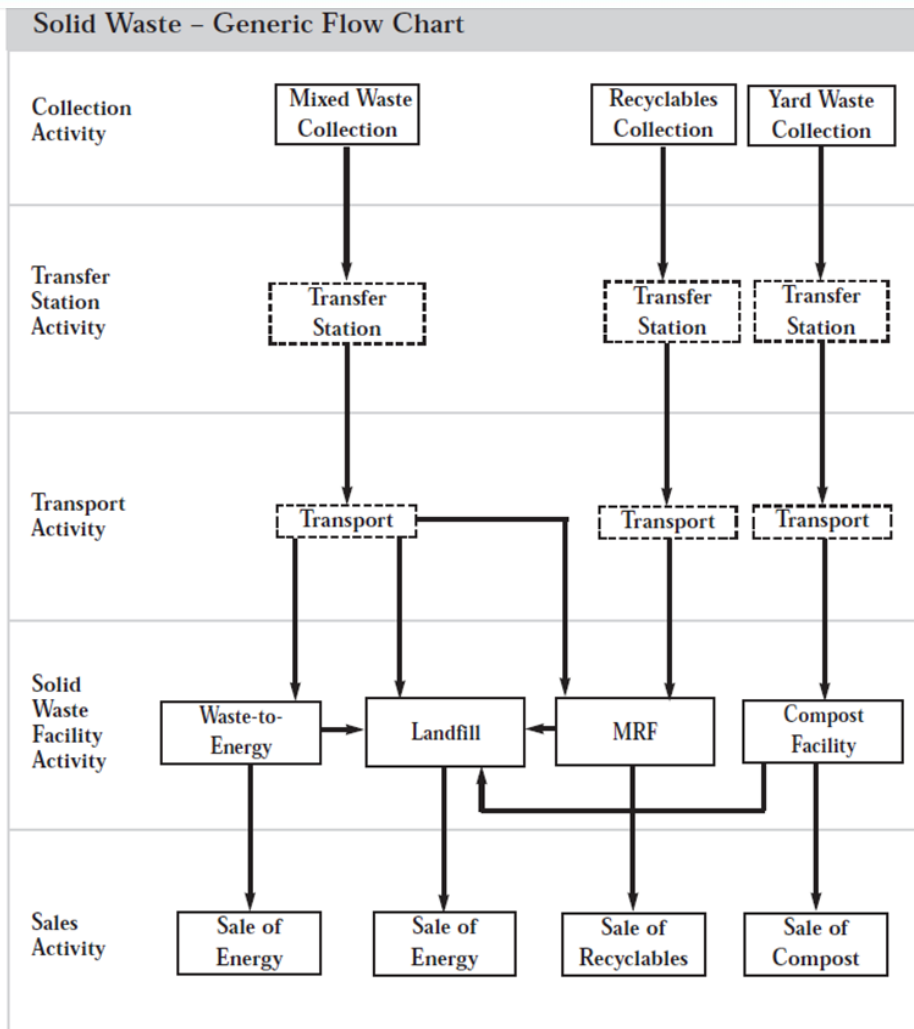 Solid Waste – Generic Flow Chart
Collection
Activity
Mixed Waste
Collection
Recyclables
Collection
Yard Waste
Collection
Transfer
Station
Activity
Transfer
Station
Transfer
Station
Transfer
Station
Transport
Activity
Transport
Transport
Transport
Solid
Waste
Facility
Activity
Waste-to-
Energy
Landfill
MRF
Compost
Facility
Sales
Activity
Sale of
Energy
Sale of
Energy
Sale of
Recyclables
Sale of
Compost